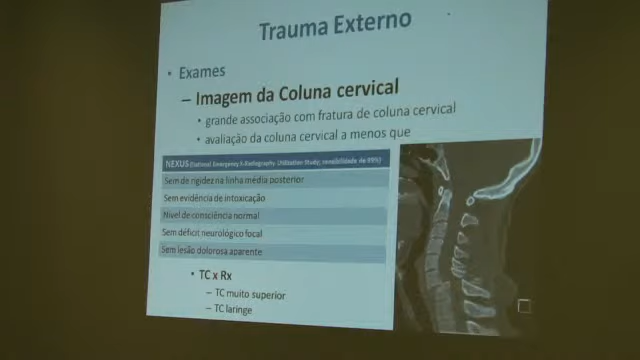 Trauma Externo
• Exames
– Imagem da Coluna cervical
• grande associação com fratura de coluna cervical
• avaliação da coluna cervical a menos que
NEXUS (National Emergency X-Radiography Utilization Study; sensibilidade de 99%)
Sem de rigidez na linha média posterior
Sem evidência de intoxicação
Nível de consciência normal
Sem déficit neurológico focal
Sem lesão dolorosa aparente
• TC x Rx
– TC muito superior
– TC laringe